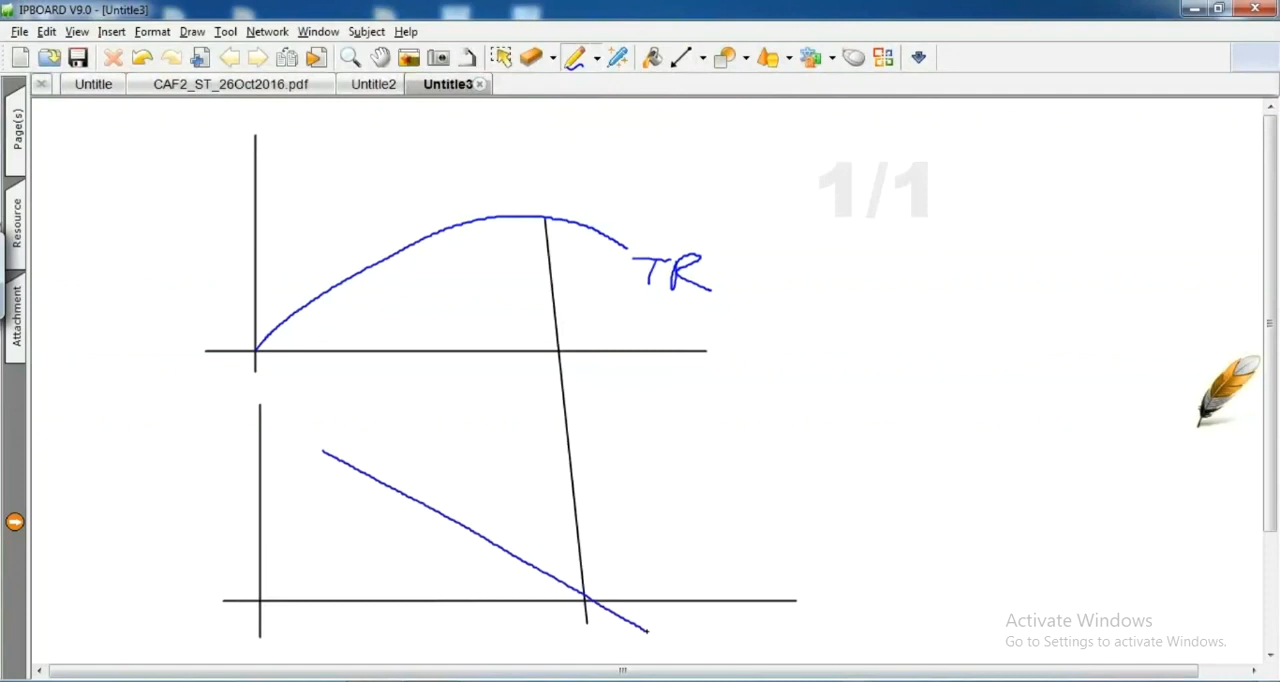 IPBOARD V9.0 - [Untitle3]
File Edit View Insert Format Draw Tool Network Window Subject Help
Untitle CAF2_ST_26Oct2016.pdf Untitle2 Untitle3
Page(s)
Resource
Attachment
1/1
TR
Activate Windows
Go to Settings to activate Windows.